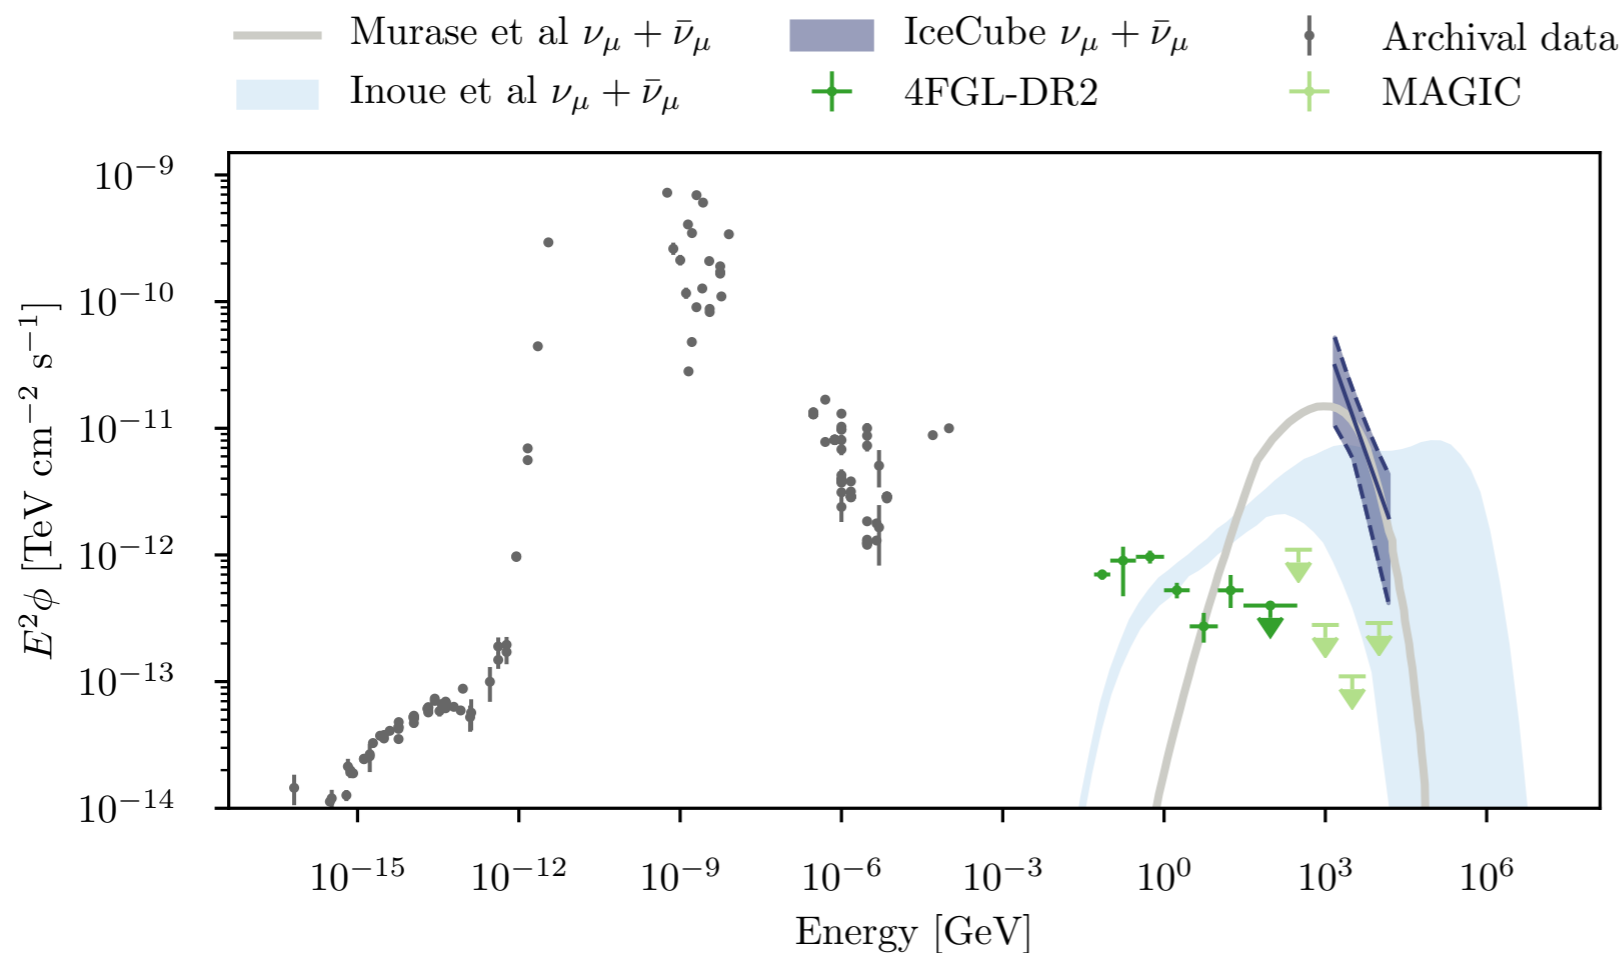 Murase et al νμ + ν̄μ IceCube νμ + ν̄μ Archival data
Inoue et al νμ + ν̄μ 4FGL-DR2 MAGIC
10⁻⁹
10⁻¹⁰
10⁻¹¹
10⁻¹²
10⁻¹³
10⁻¹⁴
E²ϕ [TeV cm⁻² s⁻¹]
10⁻¹⁵ 10⁻¹² 10⁻⁹ 10⁻⁶ 10⁻³ 10⁰ 10³ 10⁶
Energy [GeV]